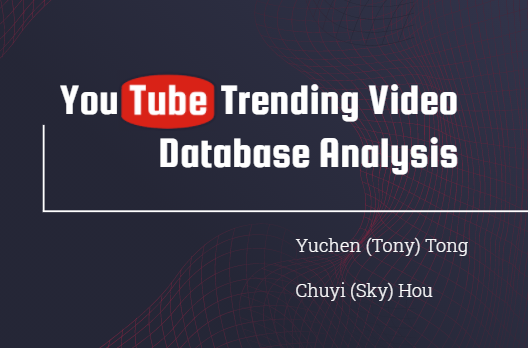 YouTube Trending Video
Database Analysis
Yuchen (Tony) Tong
Chuyi (Sky) Hou